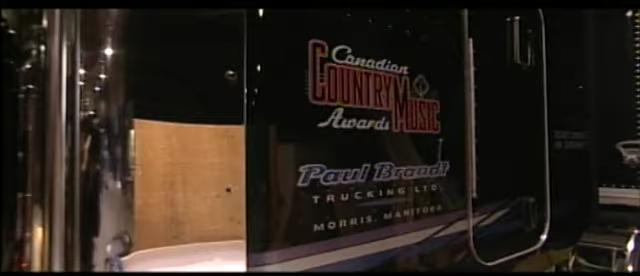 Canadian
COUNTRY MUSIC
Awards
Paul Brandt
TRUCKING LTD.
MORRIS, MANITOBA